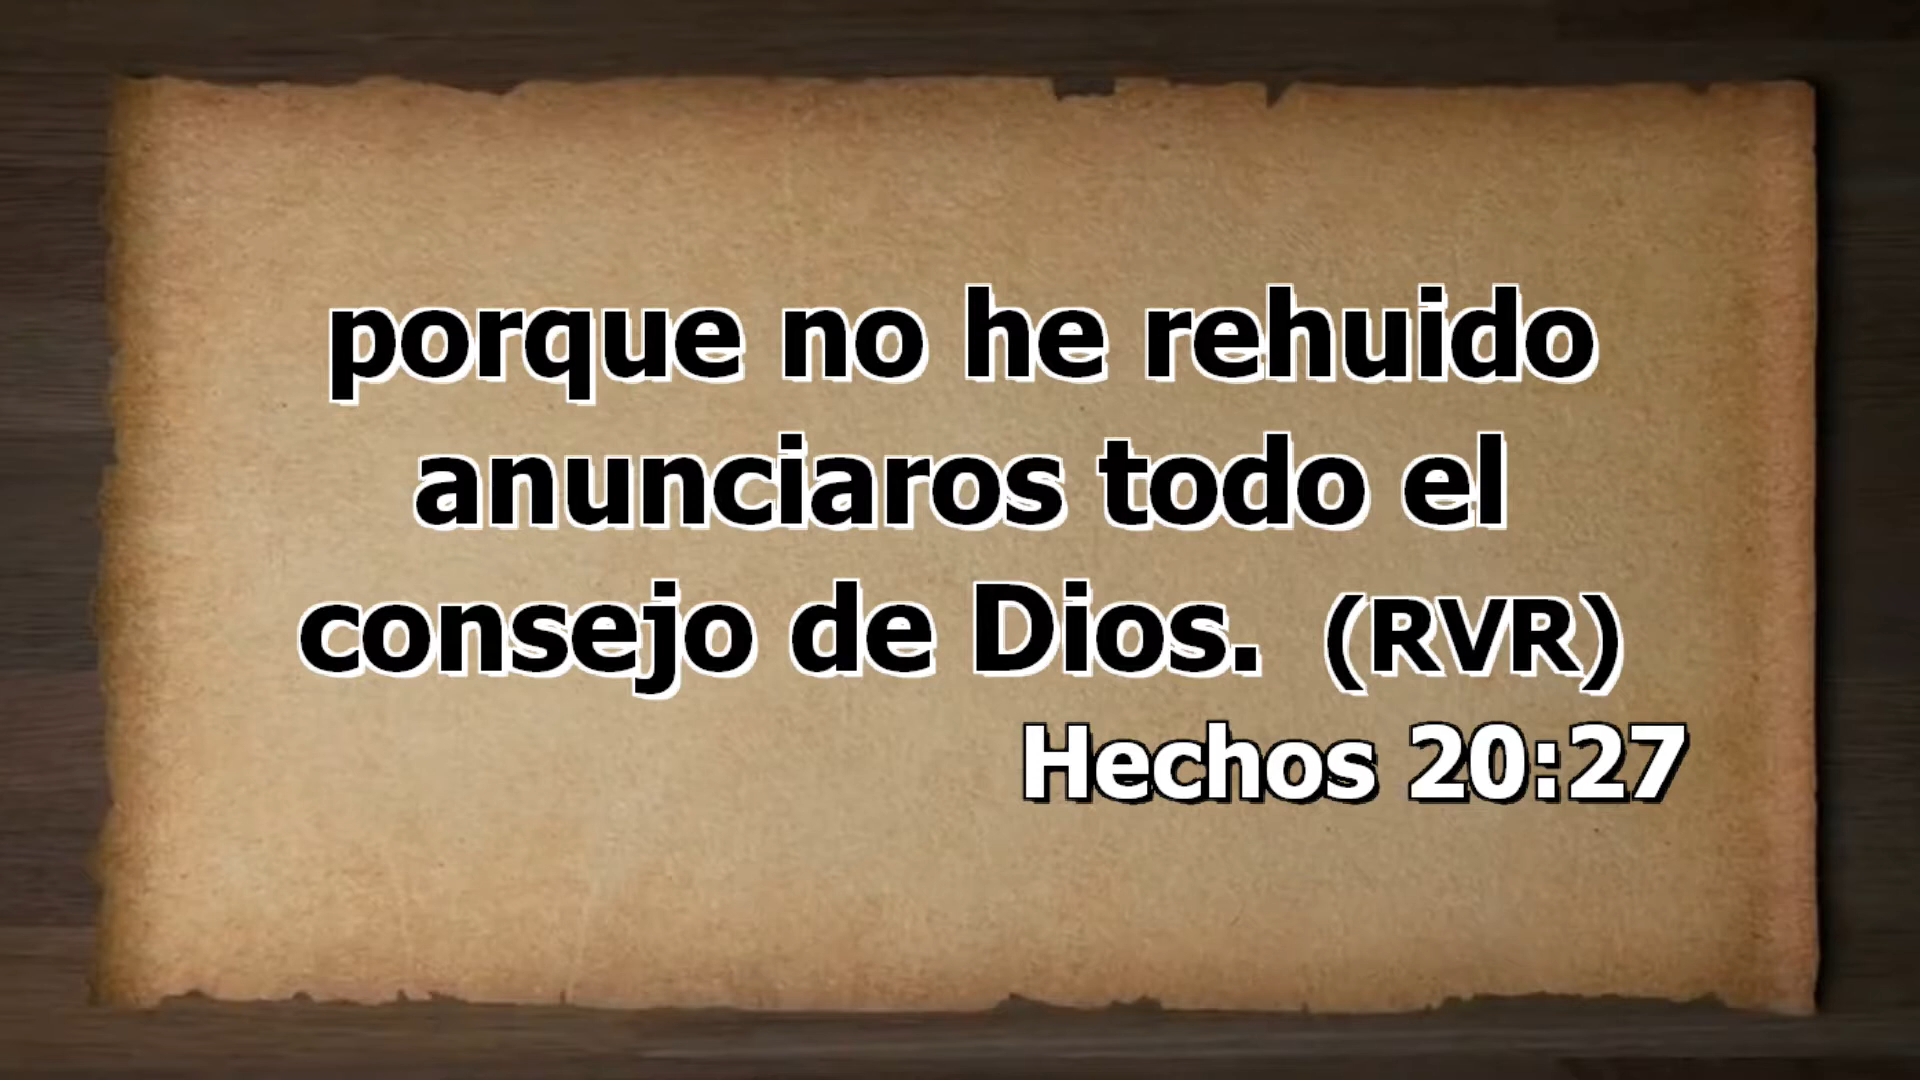 porque no he rehuido
anunciaros todo el
consejo de Dios. (RVR)
Hechos 20:27